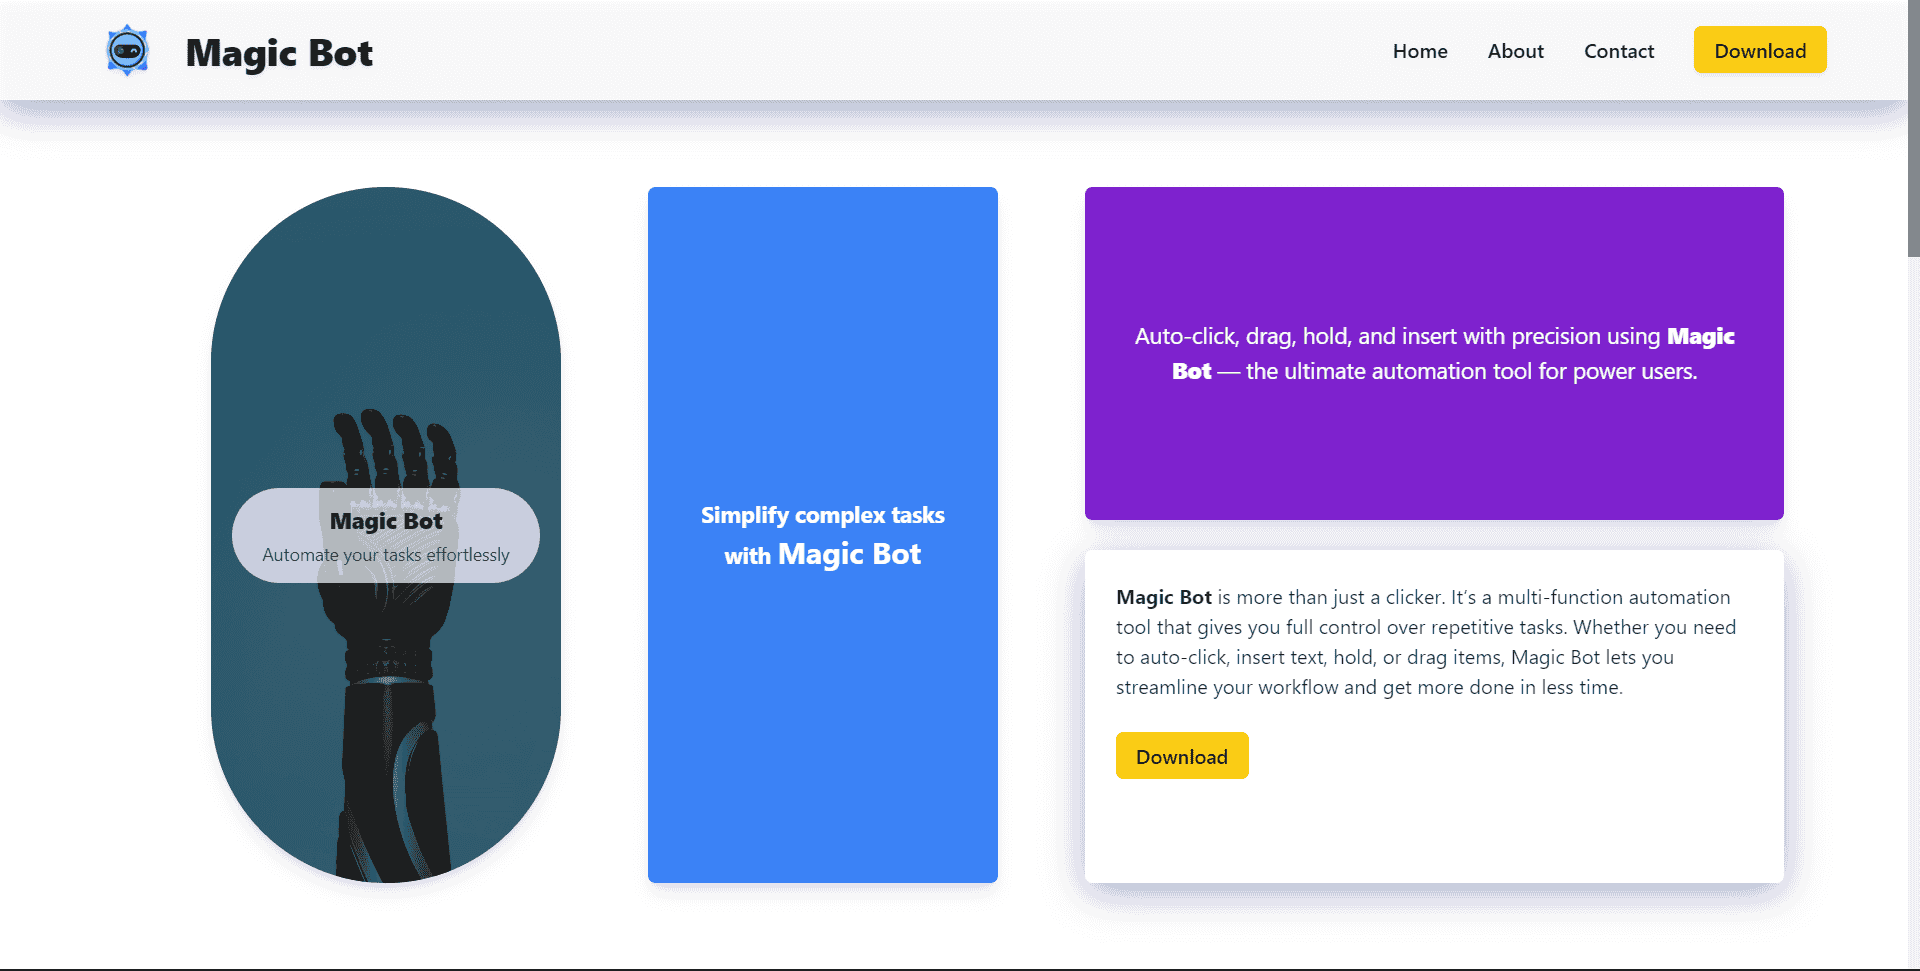 Magic Bot
Home
About
Contact
Download
Magic Bot
Automate your tasks effortlessly
Simplify complex tasks
with Magic Bot
Auto-click, drag, hold, and insert with precision using Magic
Bot — the ultimate automation tool for power users.
Magic Bot is more than just a clicker. It’s a multi-function automation
tool that gives you full control over repetitive tasks. Whether you need
to auto-click, insert text, hold, or drag items, Magic Bot lets you
streamline your workflow and get more done in less time.
Download